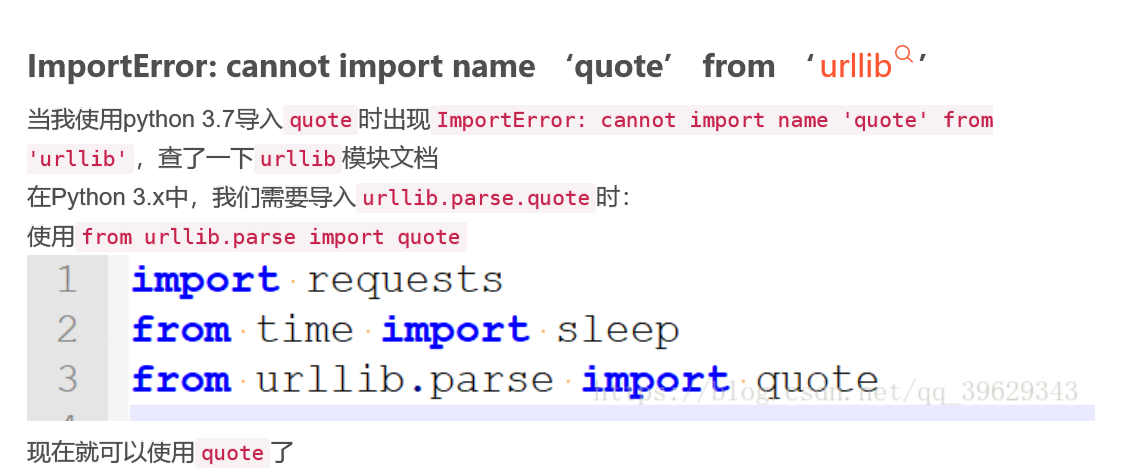 ImportError: cannot import name ‘quote’ from ‘urllib’
当我使用python 3.7导入quote时出现ImportError: cannot import name 'quote' from
'urllib'，查了一下urllib模块文档
在Python 3.x中，我们需要导入urllib.parse.quote时：
使用from urllib.parse import quote
1 import requests
2 from time import sleep
3 from urllib.parse import quote
https://blog.csdn.net/qq_39629343
现在就可以使用quote了